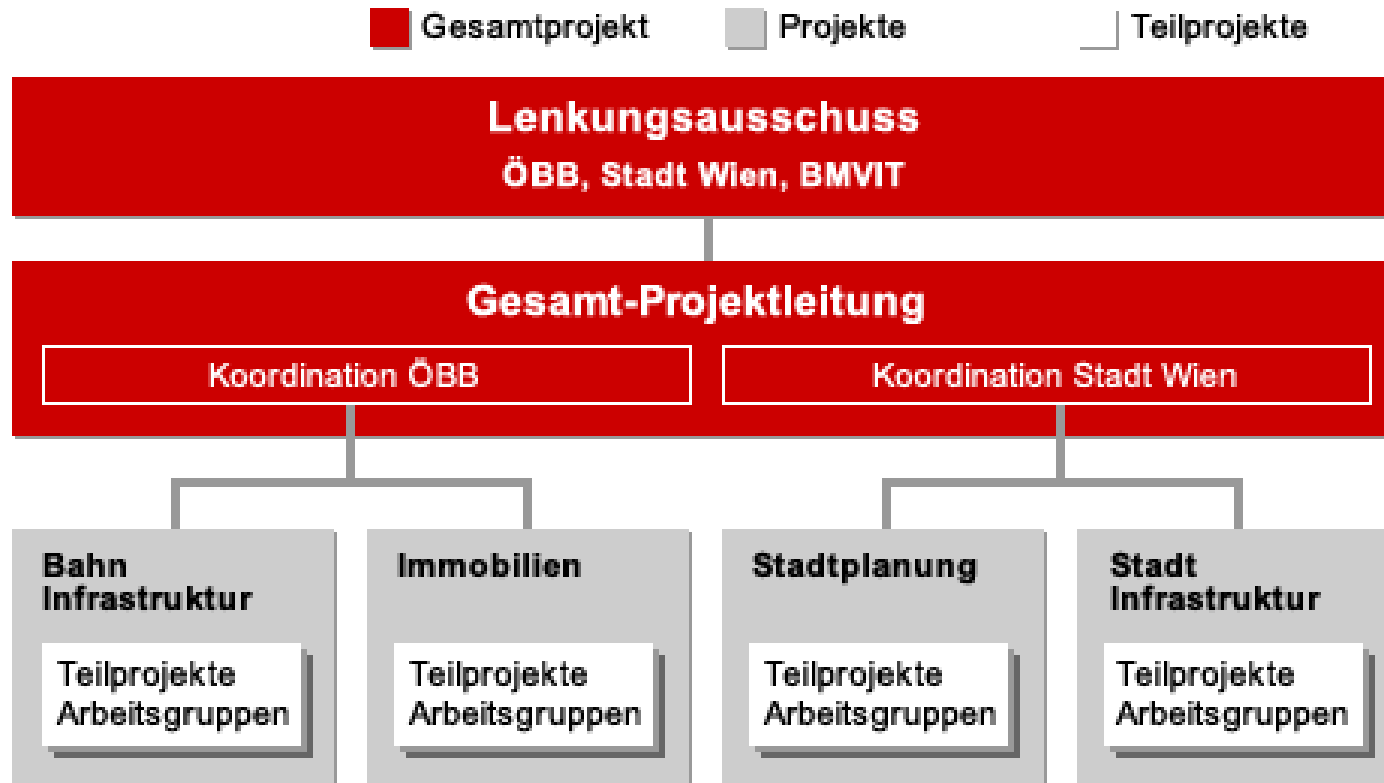 Gesamtprojekt Projekte Teilprojekte
Lenkungsausschuss
ÖBB, Stadt Wien, BMVIT
Gesamt-Projektleitung
Koordination ÖBB
Koordination Stadt Wien
Bahn
Infrastruktur
Teilprojekte
Arbeitsgruppen
Immobilien
Teilprojekte
Arbeitsgruppen
Stadtplanung
Teilprojekte
Arbeitsgruppen
Stadt
Infrastruktur
Teilprojekte
Arbeitsgruppen